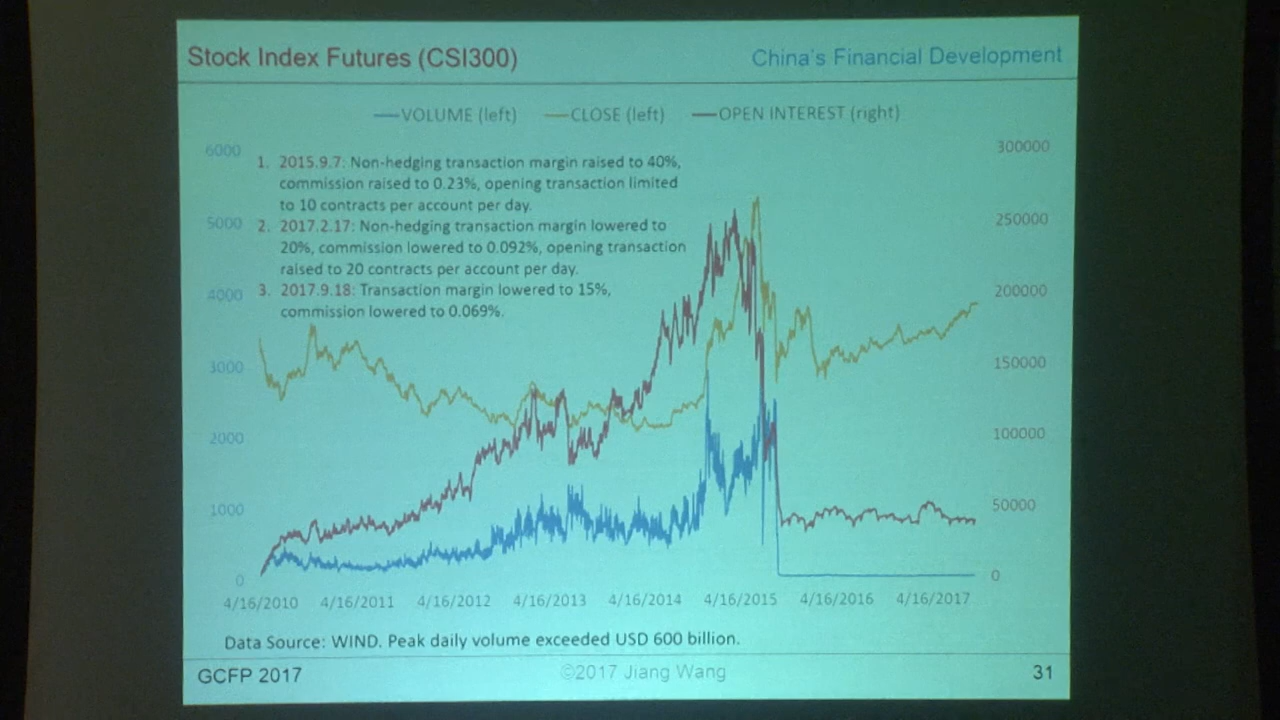 Stock Index Futures (CSI300)
China's Financial Development
VOLUME (left) CLOSE (left) OPEN INTEREST (right)
6000
5000
4000
3000
2000
1000
0
1. 2015.9.7: Non-hedging transaction margin raised to 40%,
commission raised to 0.23%, opening transaction limited
to 10 contracts per account per day.
2. 2017.2.17: Non-hedging transaction margin lowered to
20%, commission lowered to 0.092%, opening transaction
raised to 20 contracts per account per day.
3. 2017.9.18: Transaction margin lowered to 15%,
commission lowered to 0.069%.
300000
250000
200000
150000
100000
50000
0
4/16/2010 4/16/2011 4/16/2012 4/16/2013 4/16/2014 4/16/2015 4/16/2016 4/16/2017
Data Source: WIND. Peak daily volume exceeded USD 600 billion.
GCFP 2017
©2017 Jiang Wang
31